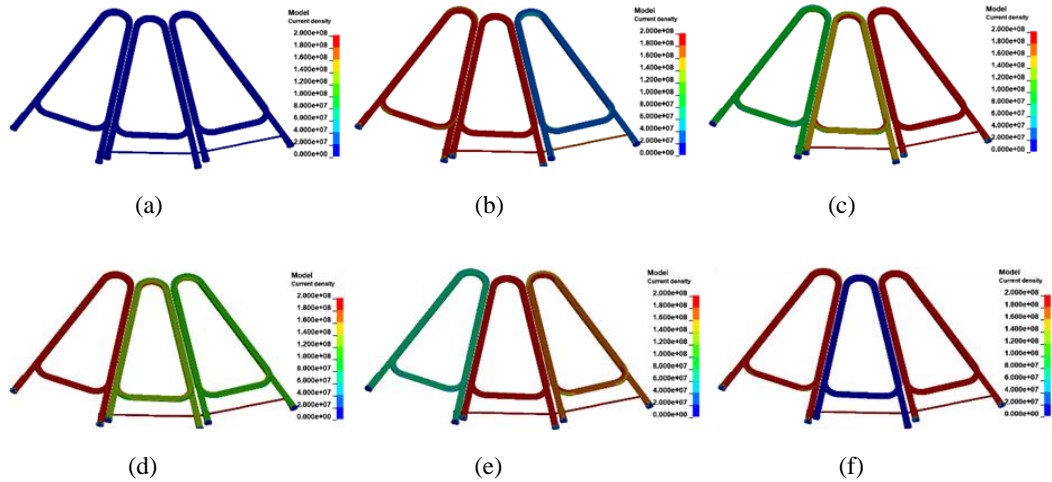 Model
Current density
2.000e+08
1.800e+08
1.600e+08
1.400e+08
1.200e+08
1.000e+08
8.000e+07
6.000e+07
4.000e+07
2.000e+07
0.000e+00
(a)
Model
Current density
2.000e+08
1.800e+08
1.600e+08
1.400e+08
1.200e+08
1.000e+08
8.000e+07
6.000e+07
4.000e+07
2.000e+07
0.000e+00
(b)
Model
Current density
2.000e+08
1.800e+08
1.600e+08
1.400e+08
1.200e+08
1.000e+08
8.000e+07
6.000e+07
4.000e+07
2.000e+07
0.000e+00
(c)
Model
Current density
2.000e+08
1.800e+08
1.600e+08
1.400e+08
1.200e+08
1.000e+08
8.000e+07
6.000e+07
4.000e+07
2.000e+07
0.000e+00
(d)
Model
Current density
2.000e+08
1.800e+08
1.600e+08
1.400e+08
1.200e+08
1.000e+08
8.000e+07
6.000e+07
4.000e+07
2.000e+07
0.000e+00
(e)
Model
Current density
2.000e+08
1.800e+08
1.600e+08
1.400e+08
1.200e+08
1.000e+08
8.000e+07
6.000e+07
4.000e+07
2.000e+07
0.000e+00
(f)